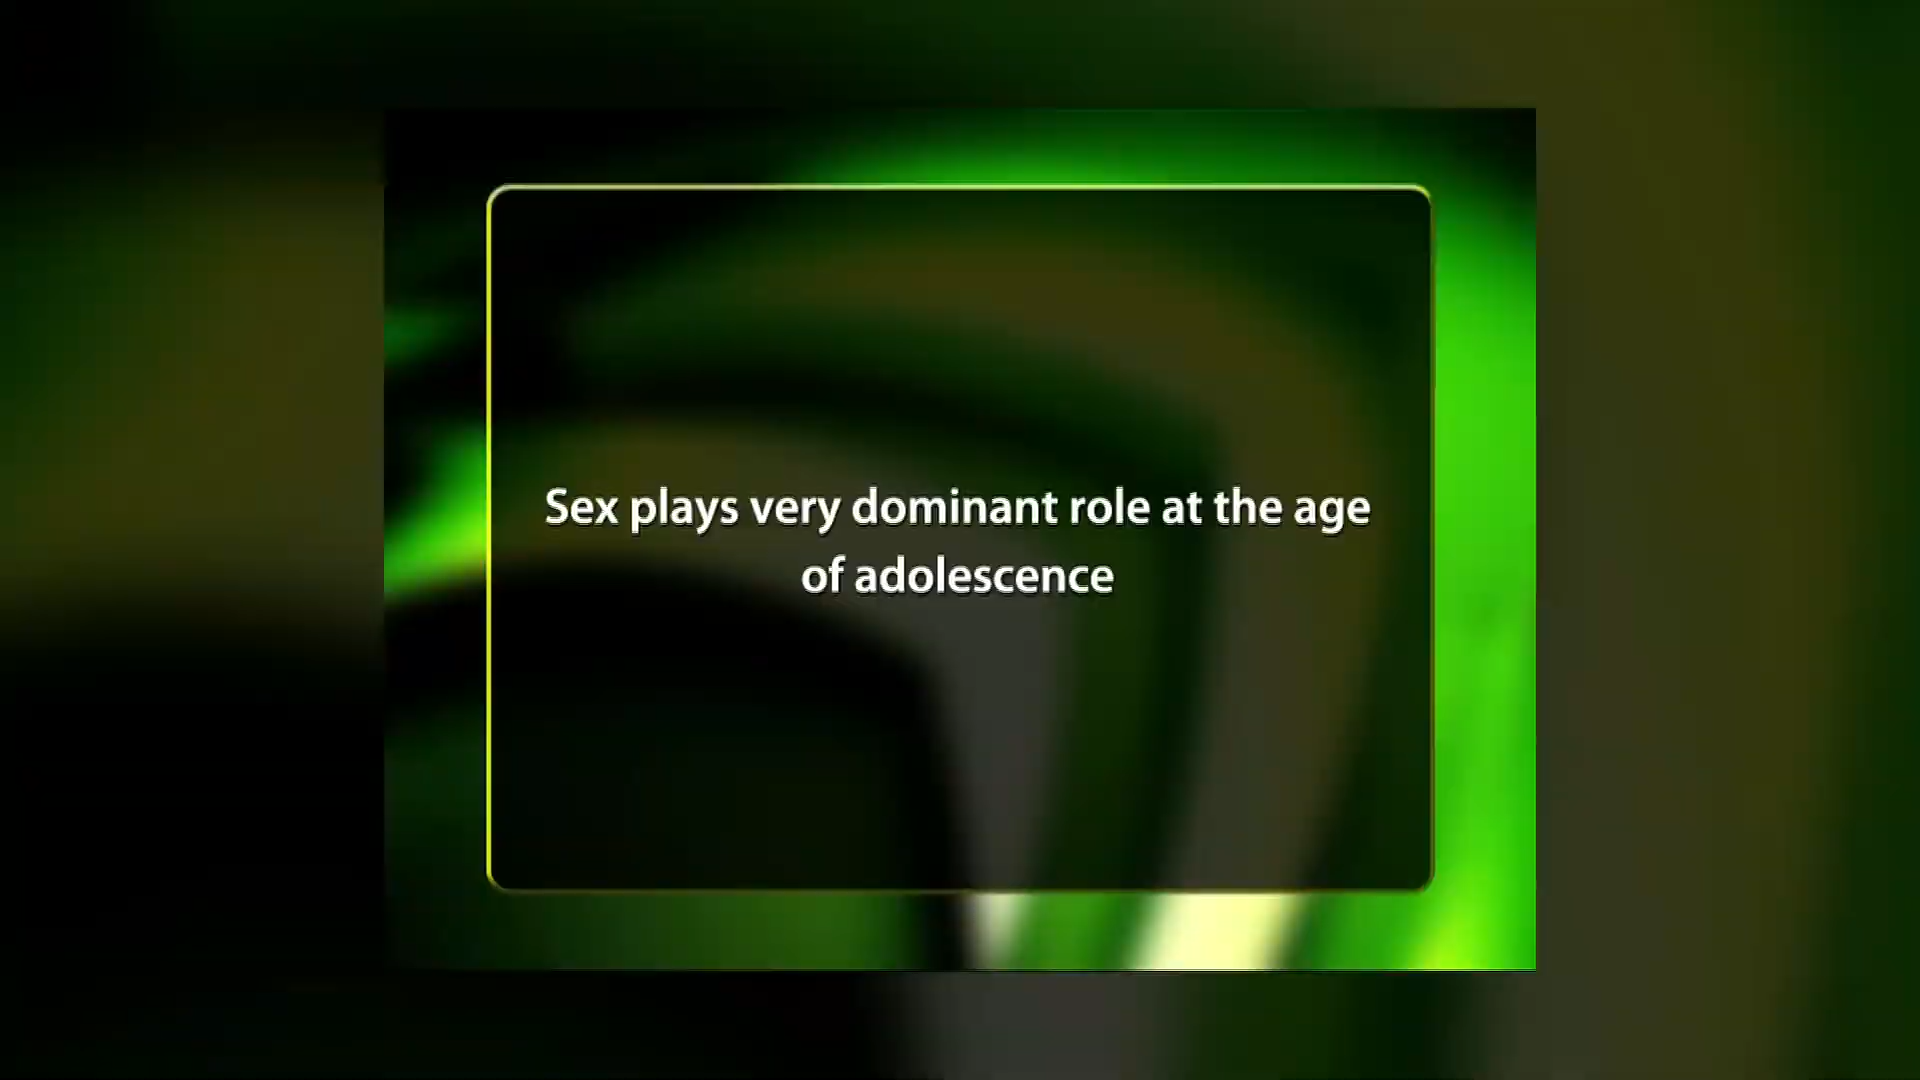 Sex plays very dominant role at the age
of adolescence